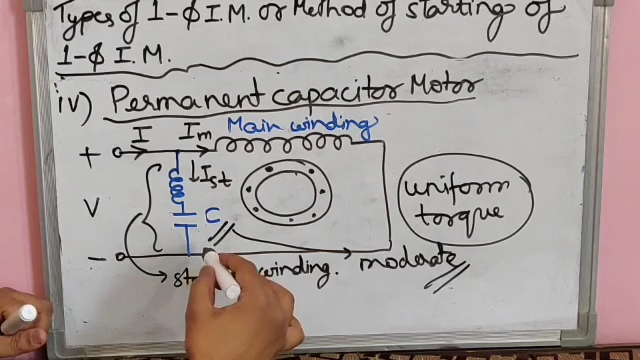 Types of 1-φ I.M. or Method of starting of
1-φ I.M.
iv) Permanent capacitor Motor
I Im Main winding
+
Ist
V
C
uniform
torque
-
winding. moderate